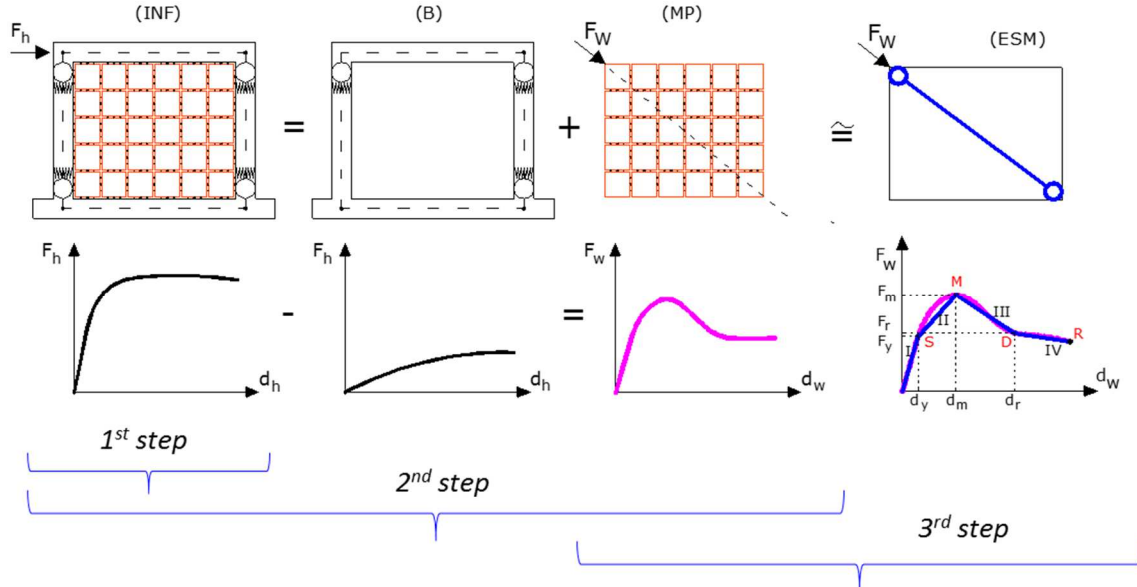 (INF) (B) (MP) (ESM)
F_h F_W F_W
= + ≅
F_h F_h F_w F_w
M
F_m
F_r
F_y
I II III IV
S D R
- =
d_h d_h d_w d_w
d_y d_m d_r
1st step
2nd step
3rd step